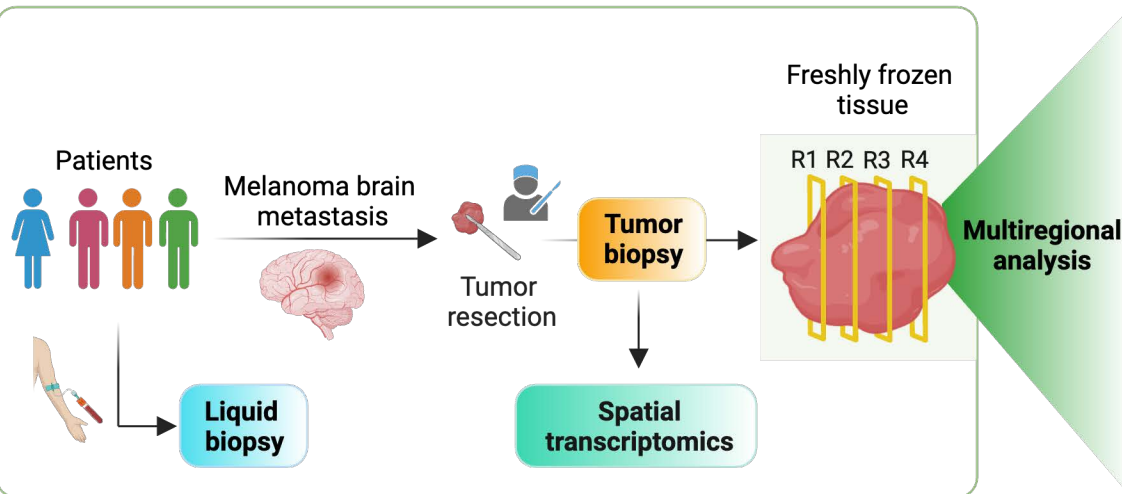 Patients
Melanoma brain
metastasis
Tumor
resection
Tumor
biopsy
Freshly frozen
tissue
R1 R2 R3 R4
Multiregional
analysis
Liquid
biopsy
Spatial
transcriptomics